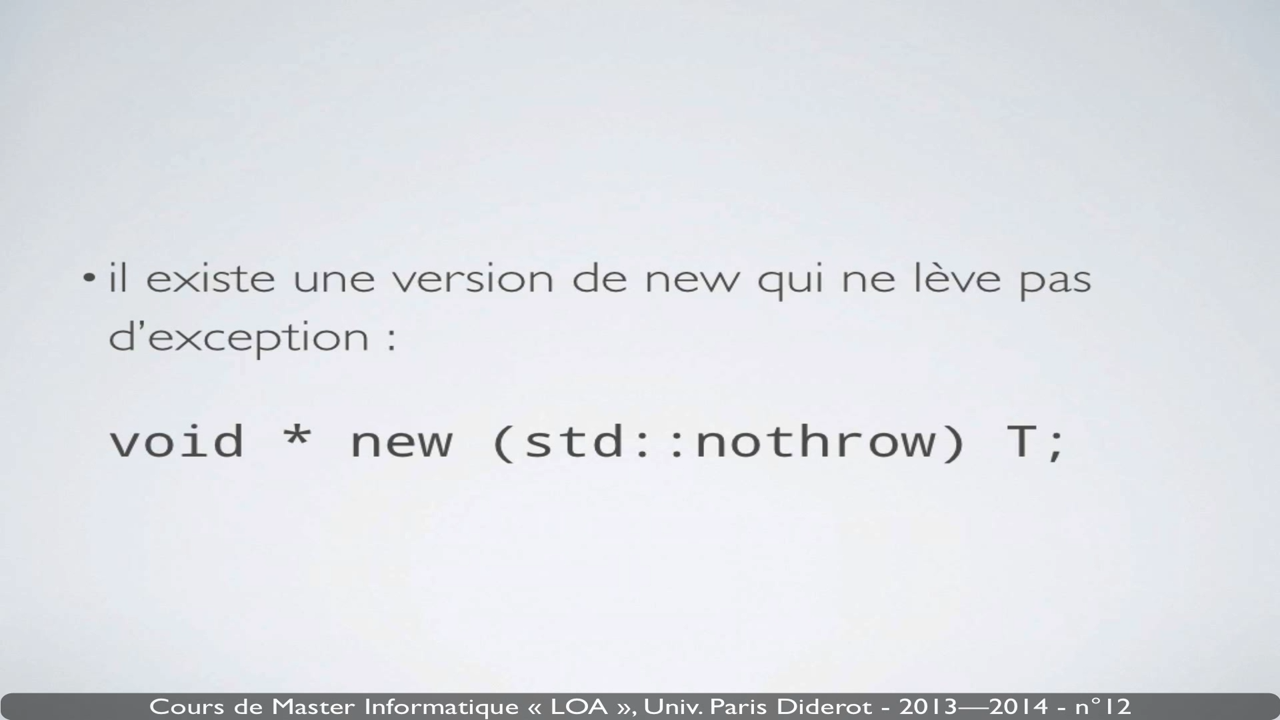 • il existe une version de new qui ne lève pas
d’exception :
void * new (std::nothrow) T;
Cours de Master Informatique « LOA », Univ. Paris Diderot - 2013—2014 - n°12